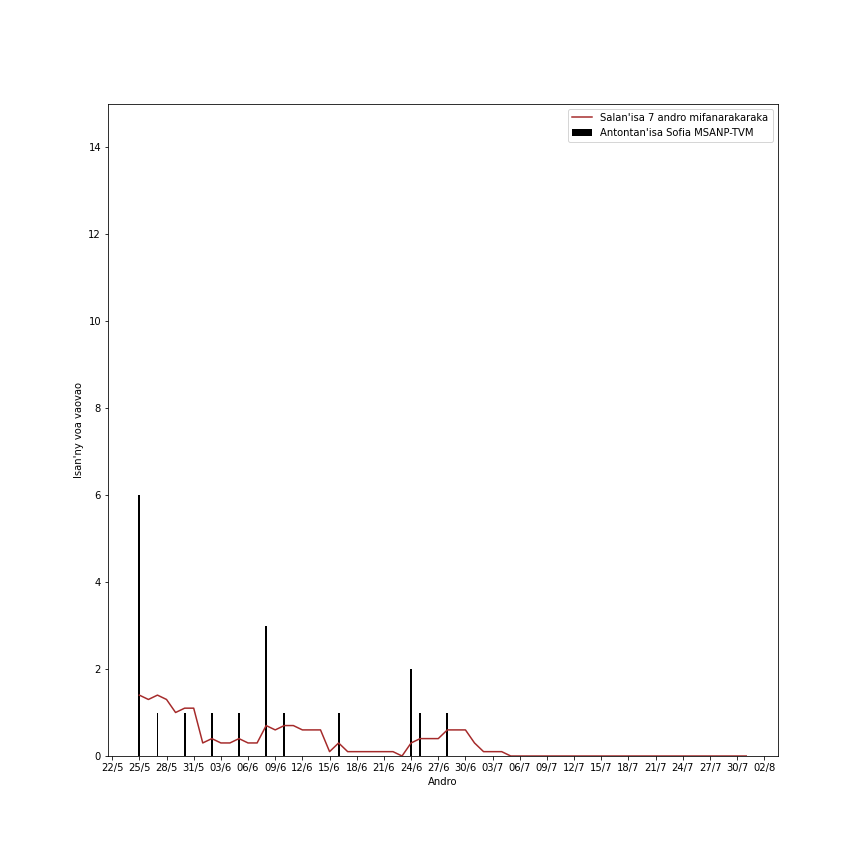 Salan'isa 7 andro mifanarakaraka
Antontan'isa Sofia MSANP-TVM
14
12
10
8
6
4
2
0
Isan'ny voa vaovao
22/5 25/5 28/5 31/5 03/6 06/6 09/6 12/6 15/6 18/6 21/6 24/6 27/6 30/6 03/7 06/7 09/7 12/7 15/7 18/7 21/7 24/7 27/7 30/7 02/8
Andro